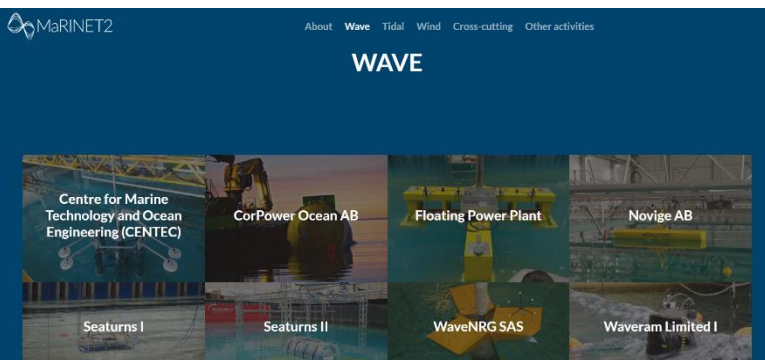 MaRINET2
About Wave Tidal Wind Cross-cutting Other activities
WAVE
Centre for Marine
Technology and Ocean
Engineering (CENTEC)
CorPower Ocean AB
Floating Power Plant
Novige AB
Seaturns I
Seaturns II
WaveNRG SAS
Waveram Limited I